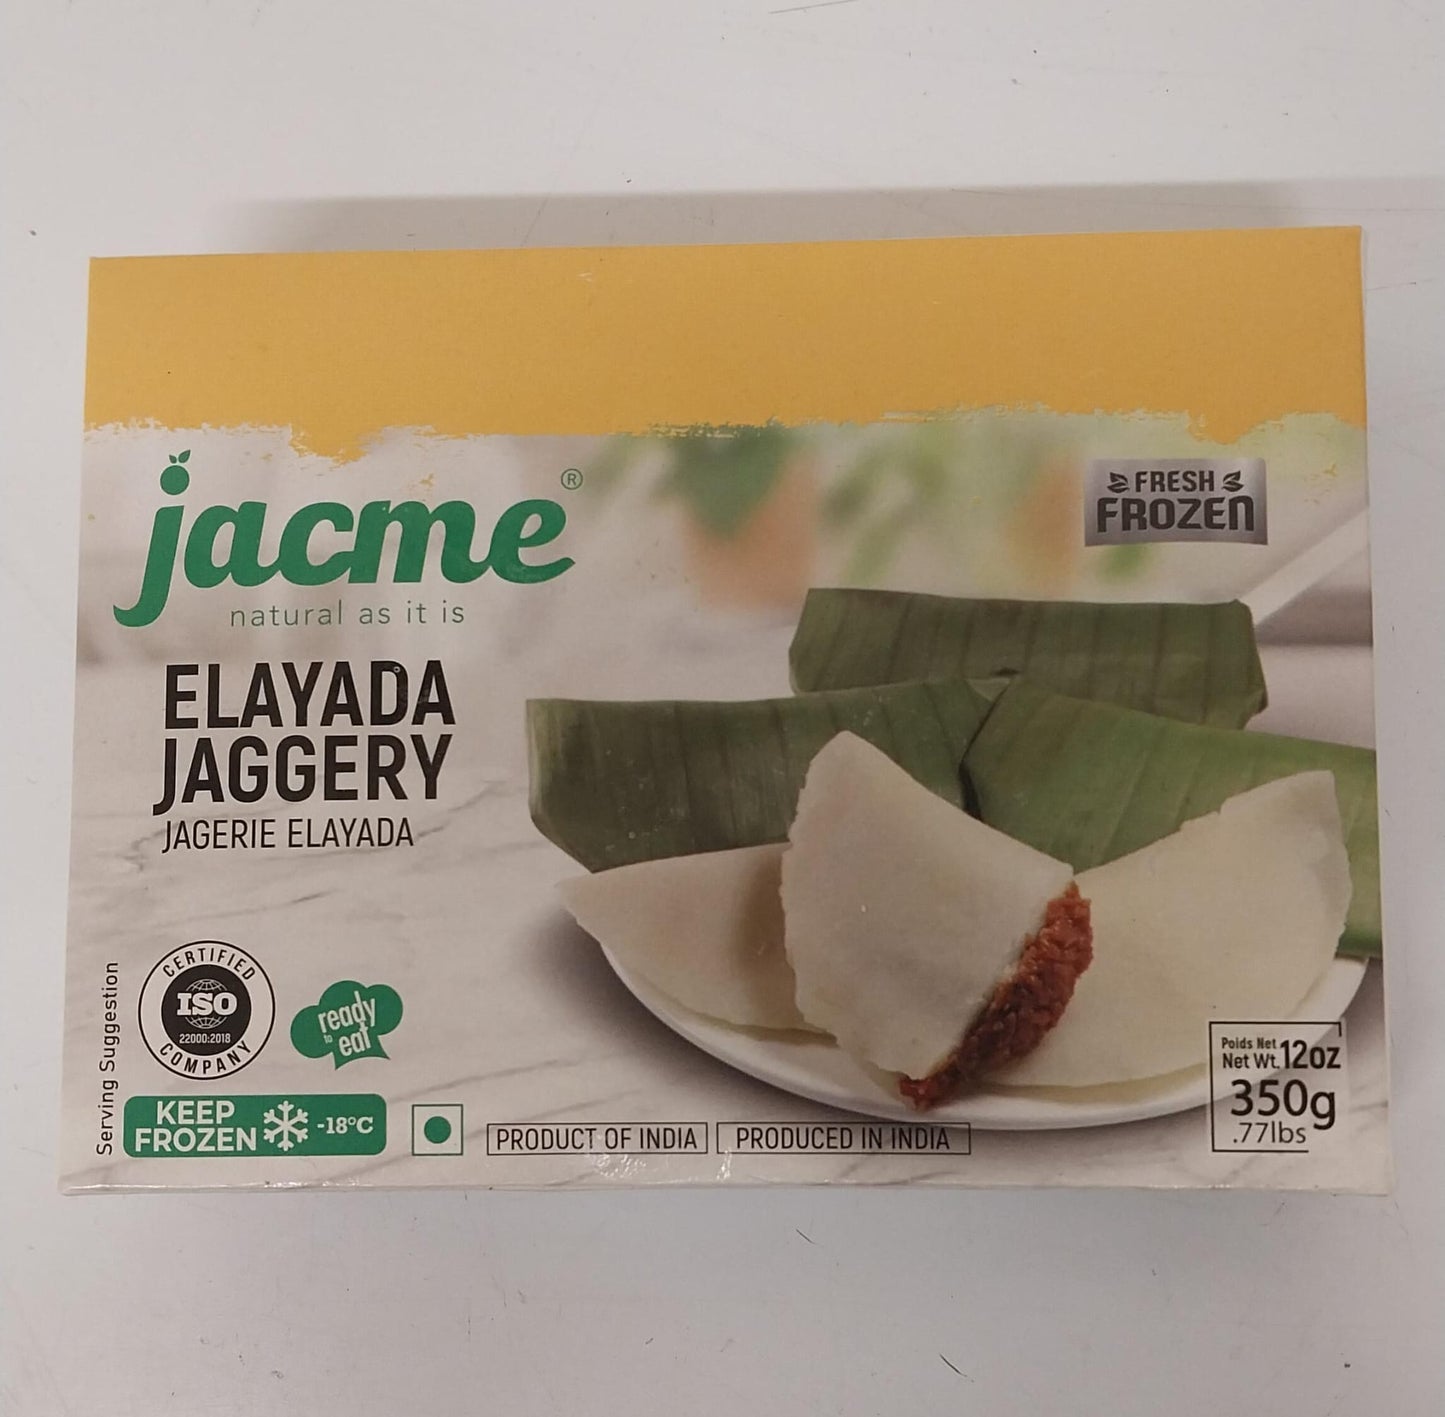 jacme®
natural as it is
FRESH
FROZEN
ELAYADA
JAGGERY
JAGERIE ELAYADA
Serving Suggestion
CERTIFIED
ISO
22000:2018
COMPANY
ready
to
eat
KEEP
FROZEN
-18°C
PRODUCT OF INDIA
PRODUCED IN INDIA
Poids Net
Net Wt. 12oz
350g
.77lbs